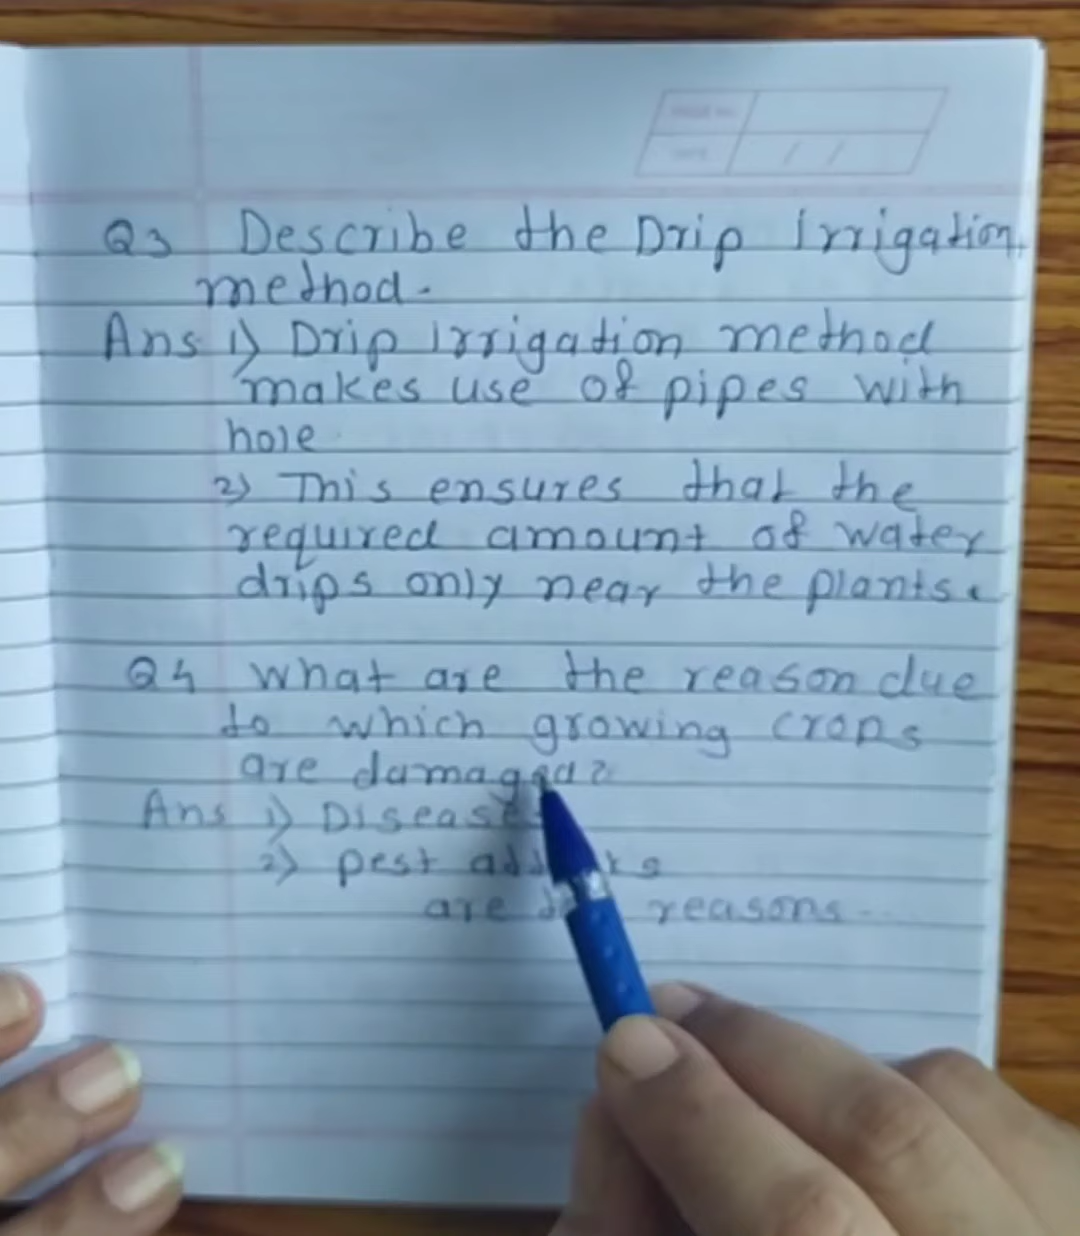 Q3 Describe the Drip Irrigation
method.
Ans 1) Drip Irrigation method
makes use of pipes with
hole.
2) This ensures that the
required amount of water
drips only near the plants.
Q4 What are the reason due
to which growing crops
are damaged?
Ans 1) Disease
2) pest
are reasons.
/ /